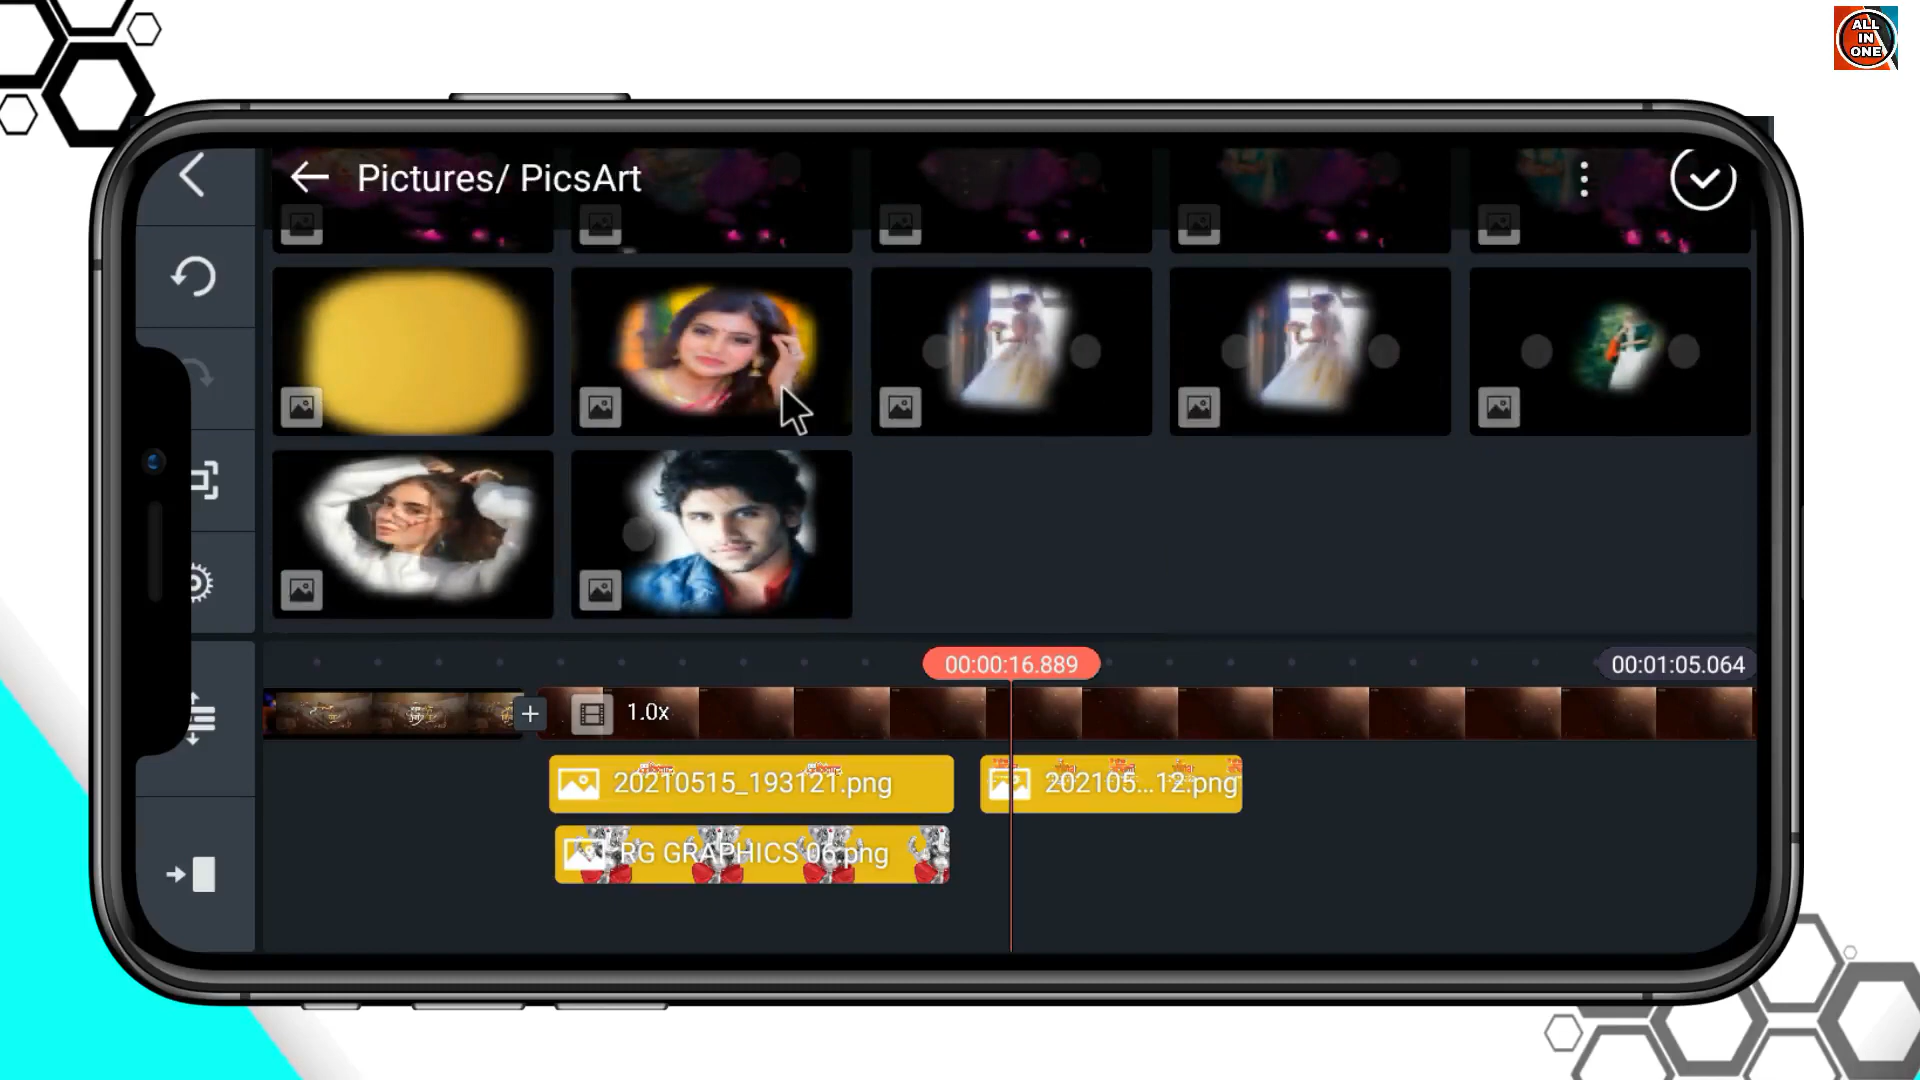 ALL
IN
ONE
Pictures/ PicsArt
00:00:16.889
00:01:05.064
1.0x
20210515_193121.png
202105...12.png
RG GRAPHICS 06.png